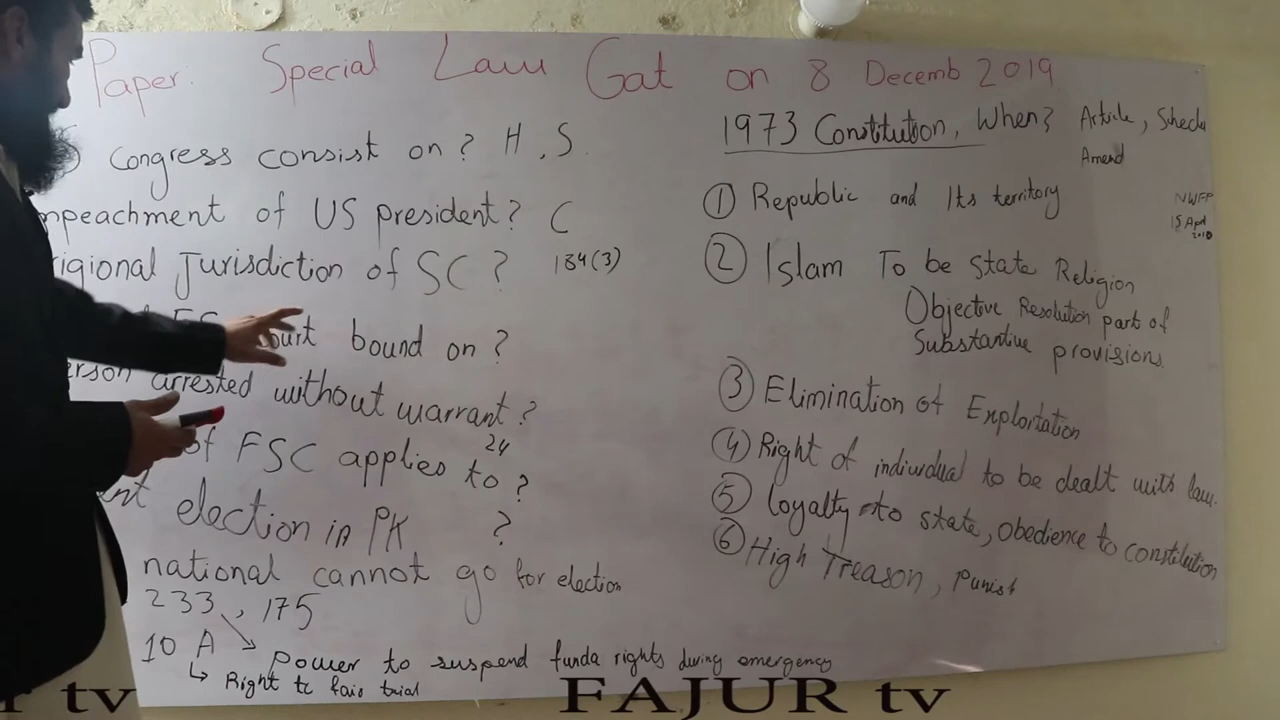 Paper: Special Law Gat on 8 Decemb 2019
Congress consist on? H, S
mpeachment of US president? C
rigional Jurisdiction of SC? 184(3)
ourt bound on?
erson arrested without warrant?
24
of FSC applies to?
election in PK ?
national cannot go for election
233, 175
10 A Power to suspend funda rights during emergency
Right to fair trial
1973 Constitution, When? Article, Schedu
Amend
NWFP
15 Apr
2010
① Republic and Its territory
② Islam To be State Religion
Objective Resolution part of
Substantive provisions
③ Elimination of Exploitation
④ Right of individual to be dealt with law.
⑤ Loyalty to state, obedience to constitution
⑥ High Treason, Punish
r tv
FAJUR tv